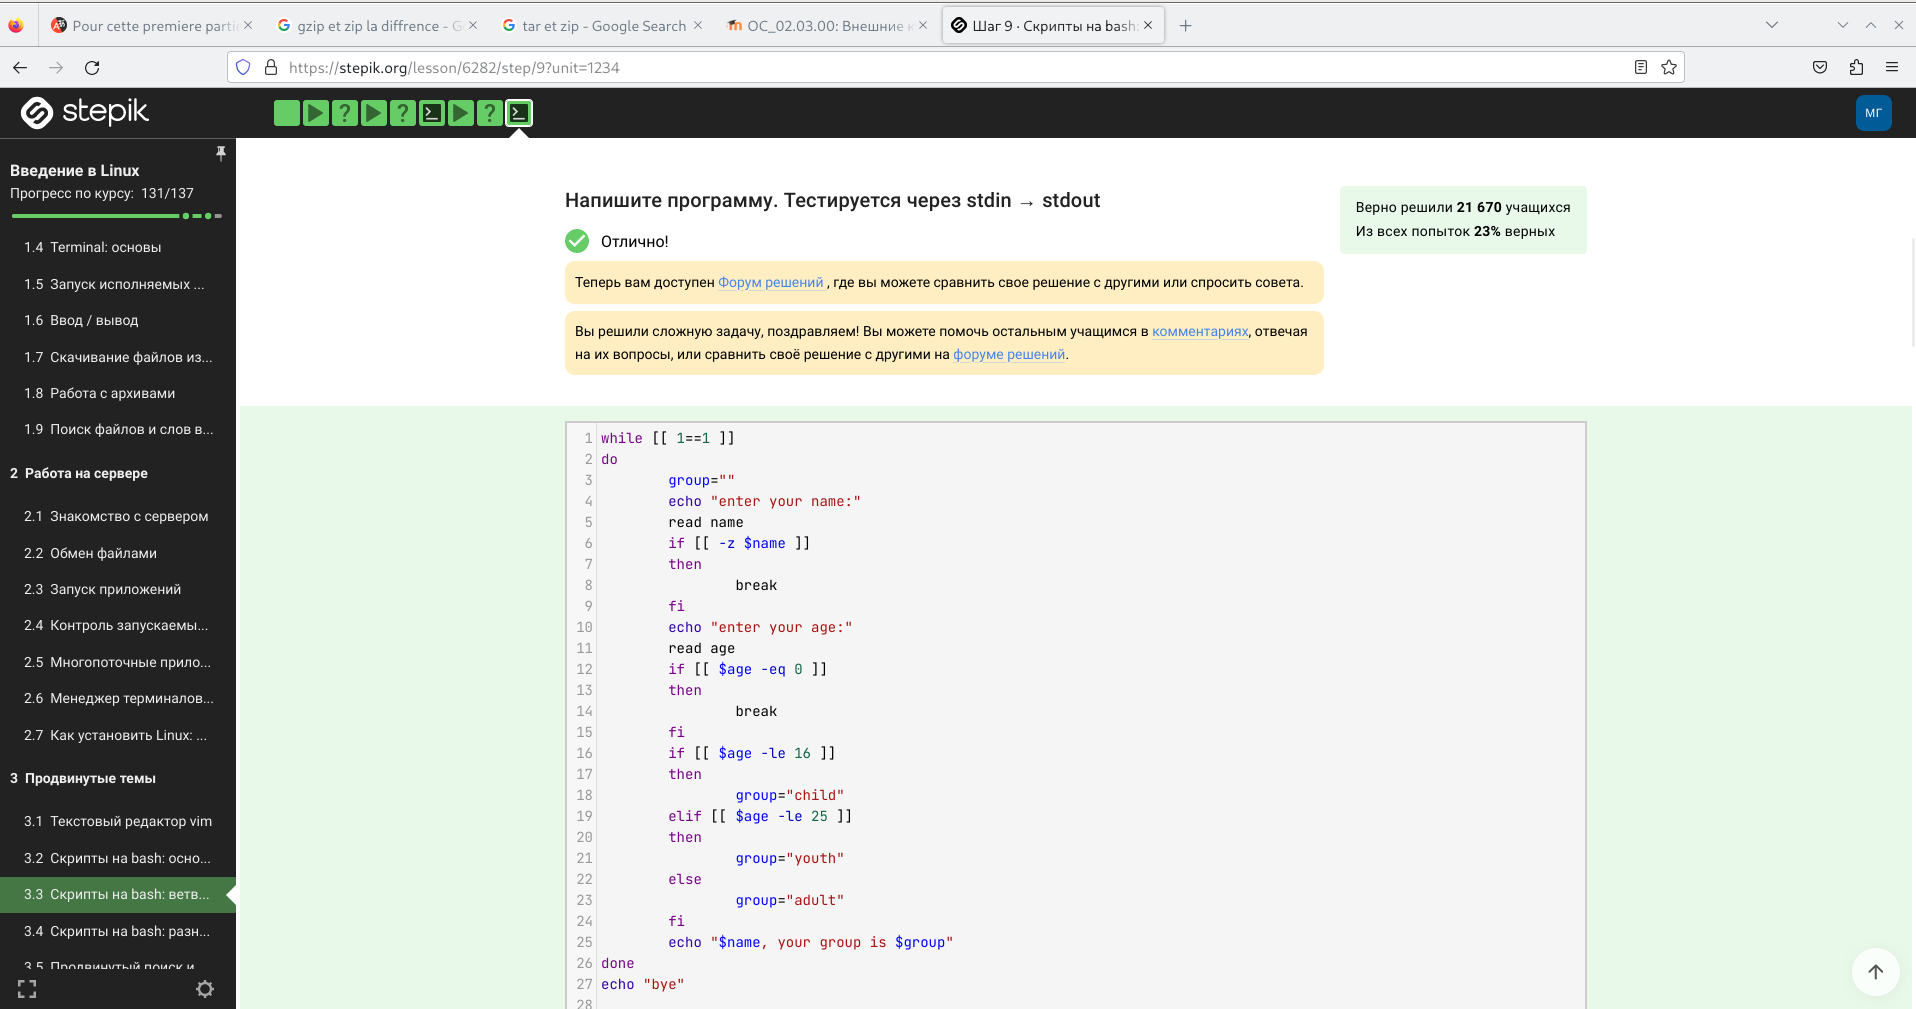 Pour cette premiere parti
gzip et zip la diffrence - G
tar et zip - Google Search
ОС_02.03.00: Внешние к
Шаг 9 · Скрипты на bash:
https://stepik.org/lesson/6282/step/9?unit=1234
stepik
МГ
Введение в Linux
Прогресс по курсу: 131/137
1.4 Terminal: основы
1.5 Запуск исполняемых ...
1.6 Ввод / вывод
1.7 Скачивание файлов из...
1.8 Работа с архивами
1.9 Поиск файлов и слов в...
2 Работа на сервере
2.1 Знакомство с сервером
2.2 Обмен файлами
2.3 Запуск приложений
2.4 Контроль запускаемы...
2.5 Многопоточные прило...
2.6 Менеджер терминалов...
2.7 Как установить Linux: ...
3 Продвинутые темы
3.1 Текстовый редактор vim
3.2 Скрипты на bash: осно...
3.3 Скрипты на bash: ветв...
3.4 Скрипты на bash: разн...
3.5 Продвинутый поиск и
Напишите программу. Тестируется через stdin → stdout
Отлично!
Теперь вам доступен Форум решений , где вы можете сравнить свое решение с другими или спросить совета.
Вы решили сложную задачу, поздравляем! Вы можете помочь остальным учащимся в комментариях, отвечая
на их вопросы, или сравнить своё решение с другими на форуме решений.
Верно решили 21 670 учащихся
Из всех попыток 23% верных
1 while [[ 1==1 ]]
2 do
3 group=""
4 echo "enter your name:"
5 read name
6 if [[ -z $name ]]
7 then
8 break
9 fi
10 echo "enter your age:"
11 read age
12 if [[ $age -eq 0 ]]
13 then
14 break
15 fi
16 if [[ $age -le 16 ]]
17 then
18 group="child"
19 elif [[ $age -le 25 ]]
20 then
21 group="youth"
22 else
23 group="adult"
24 fi
25 echo "$name, your group is $group"
26 done
27 echo "bye"
28